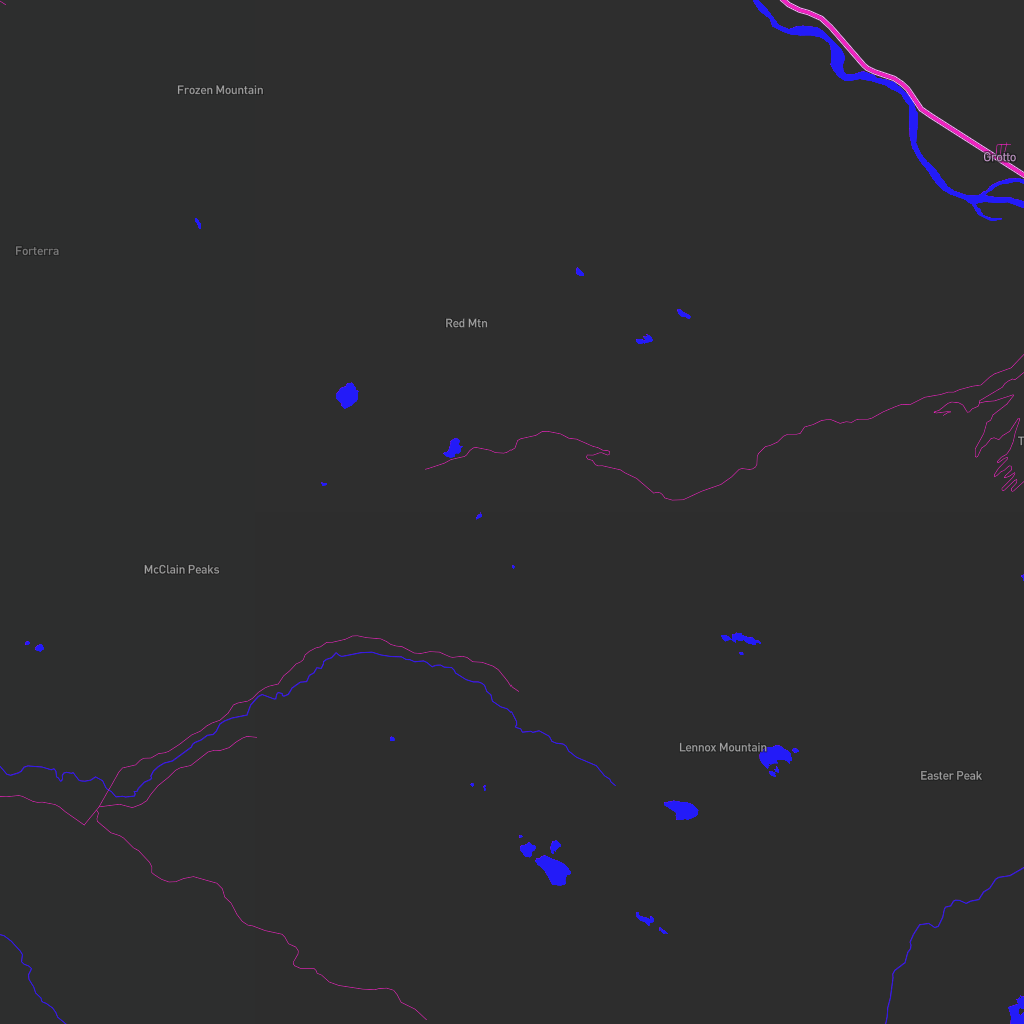 Frozen Mountain
Grotto
Forterra
Red Mtn
T
McClain Peaks
Lennox Mountain
Easter Peak